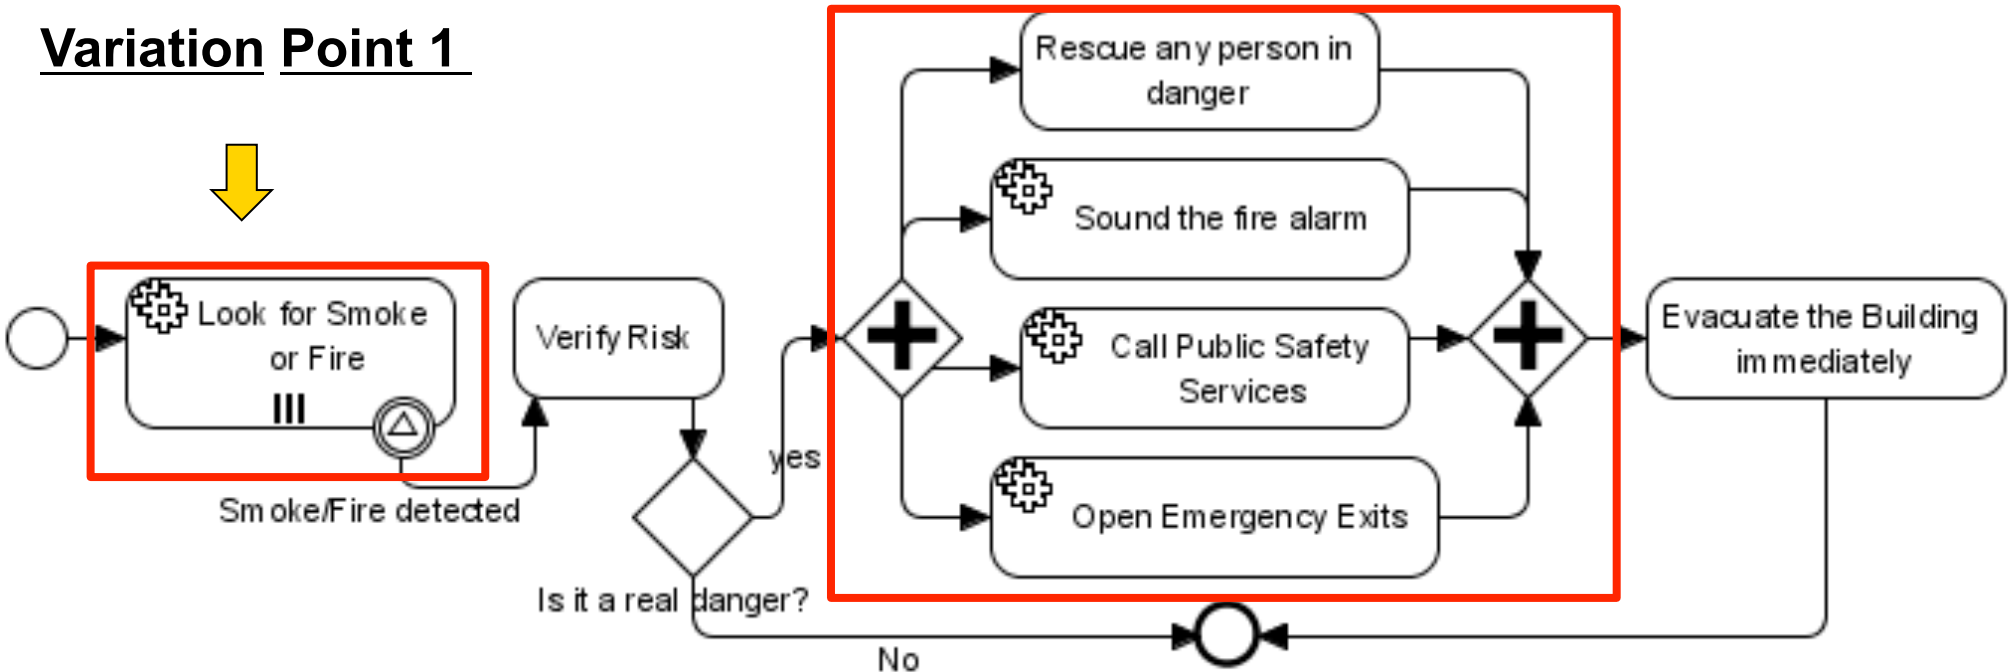 Variation Point 1
Rescue any person in
danger
Sound the fire alarm
Look for Smoke
or Fire
Verify Risk
Call Public Safety
Services
Evacuate the Building
immediately
yes
Smoke/Fire detected
Open Emergency Exits
Is it a real danger?
No